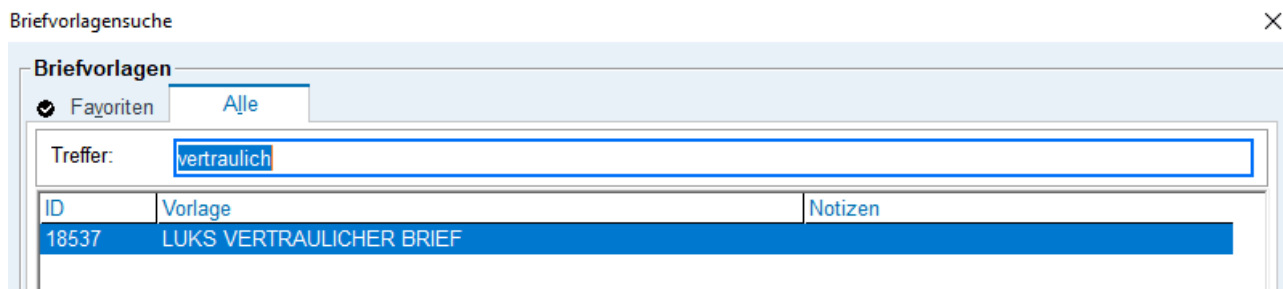 Briefvorlagensuche
Briefvorlagen
Favoriten Alle
Treffer: vertraulich
ID Vorlage Notizen
18537 LUKS VERTRAULICHER BRIEF